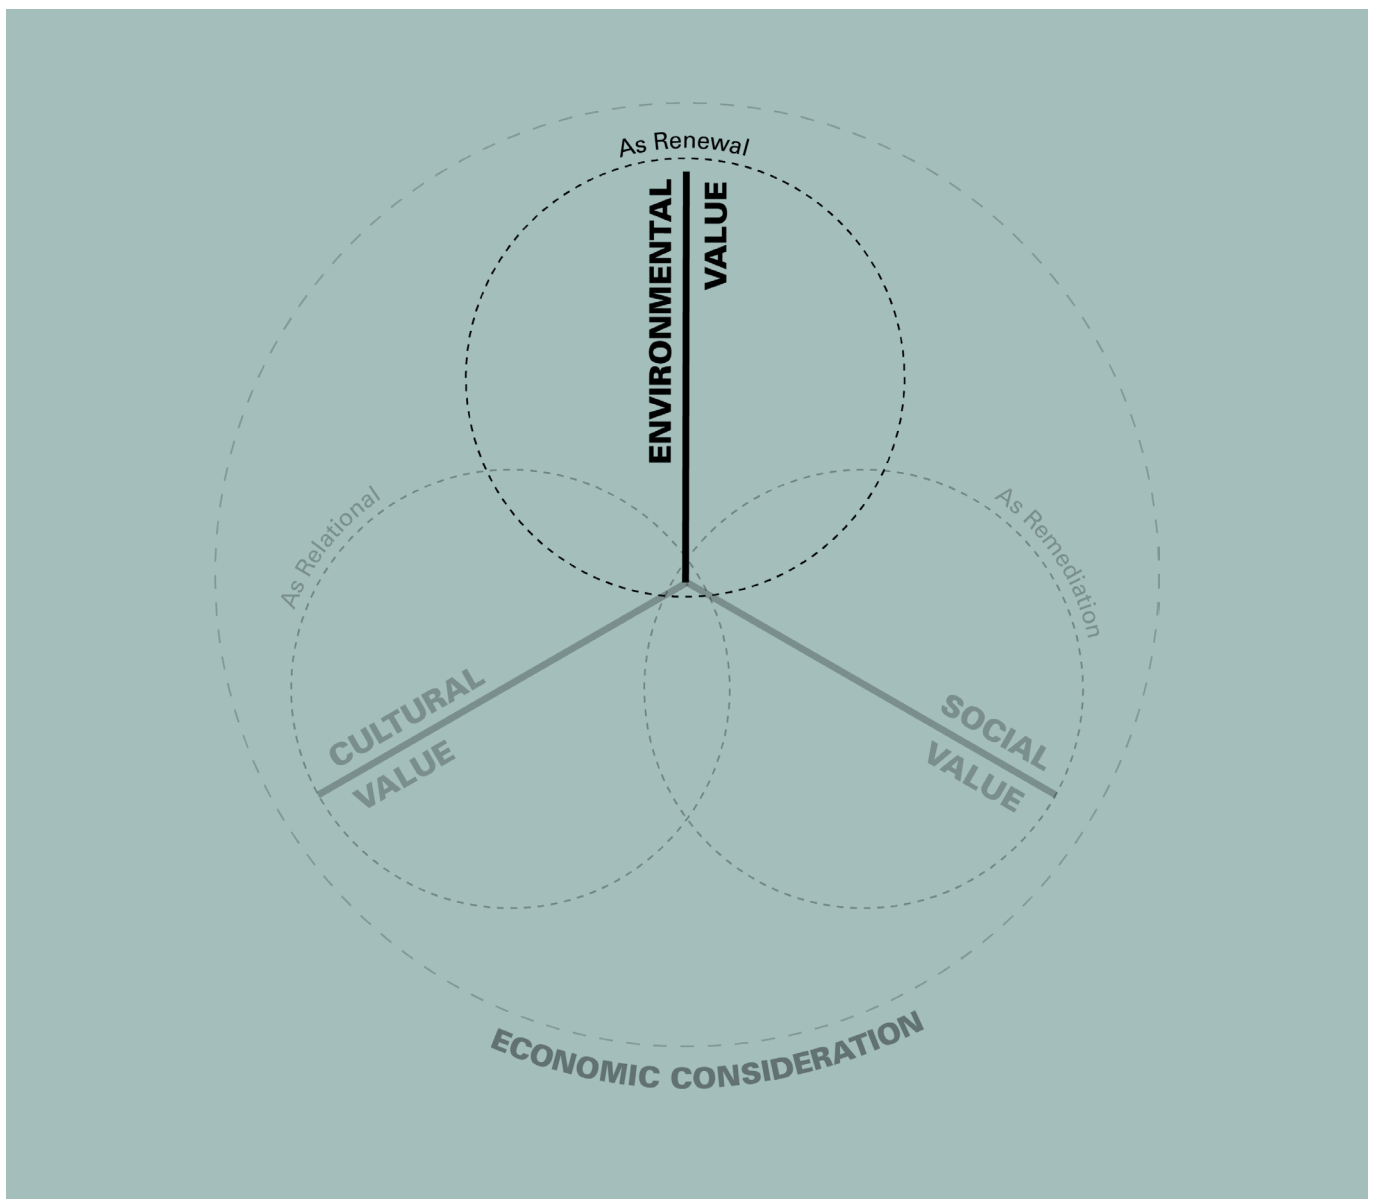 As Renewal
ENVIRONMENTAL
VALUE
As Relational
As Remediation
CULTURAL
VALUE
SOCIAL
VALUE
ECONOMIC CONSIDERATION